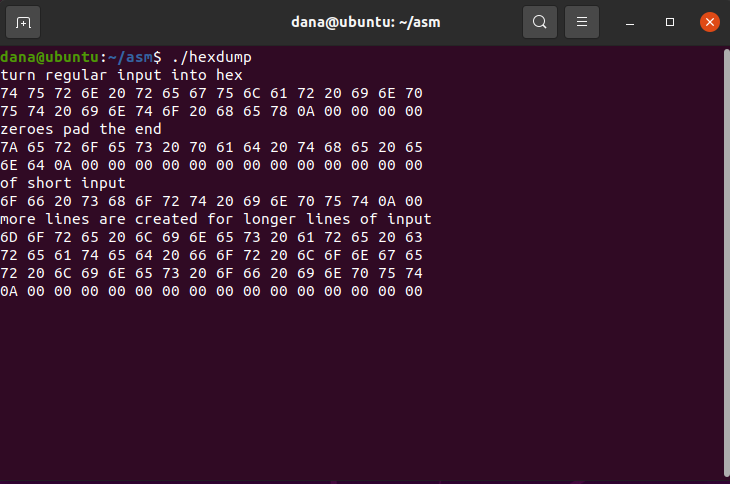 dana@ubuntu: ~/asm
dana@ubuntu:~/asm$ ./hexdump
turn regular input into hex
74 75 72 6E 20 72 65 67 75 6C 61 72 20 69 6E 70
75 74 20 69 6E 74 6F 20 68 65 78 0A 00 00 00 00
zeroes pad the end
7A 65 72 6F 65 73 20 70 61 64 20 74 68 65 20 65
6E 64 0A 00 00 00 00 00 00 00 00 00 00 00 00 00
of short input
6F 66 20 73 68 6F 72 74 20 69 6E 70 75 74 0A 00
more lines are created for longer lines of input
6D 6F 72 65 20 6C 69 6E 65 73 20 61 72 65 20 63
72 65 61 74 65 64 20 66 6F 72 20 6C 6F 6E 67 65
72 20 6C 69 6E 65 73 20 6F 66 20 69 6E 70 75 74
0A 00 00 00 00 00 00 00 00 00 00 00 00 00 00 00